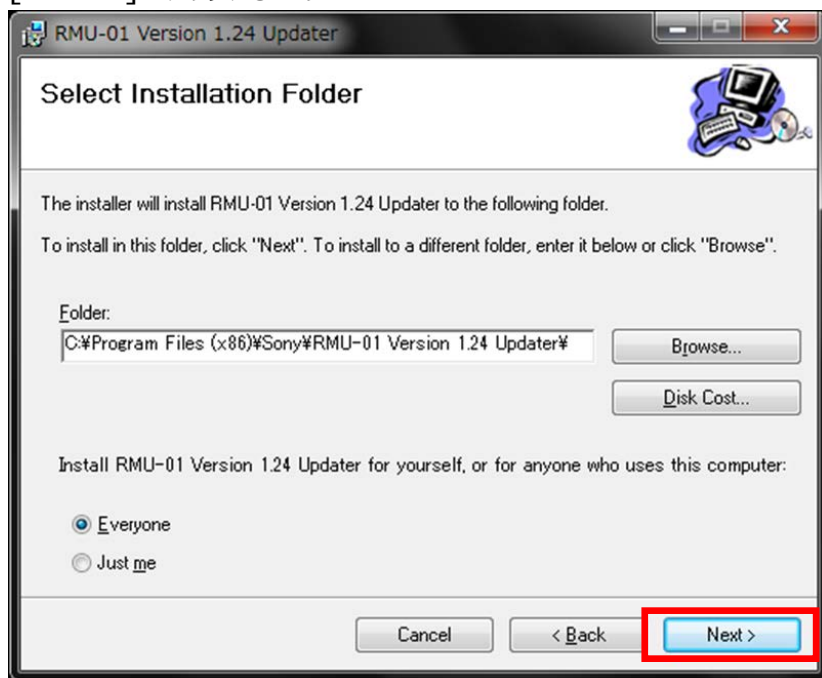 RMU-01 Version 1.24 Updater
Select Installation Folder
The installer will install RMU-01 Version 1.24 Updater to the following folder.
To install in this folder, click "Next". To install to a different folder, enter it below or click "Browse".
Folder:
C:¥Program Files (x86)¥Sony¥RMU-01 Version 1.24 Updater¥
Browse...
Disk Cost...
Install RMU-01 Version 1.24 Updater for yourself, or for anyone who uses this computer:
Everyone
Just me
Cancel
< Back
Next >